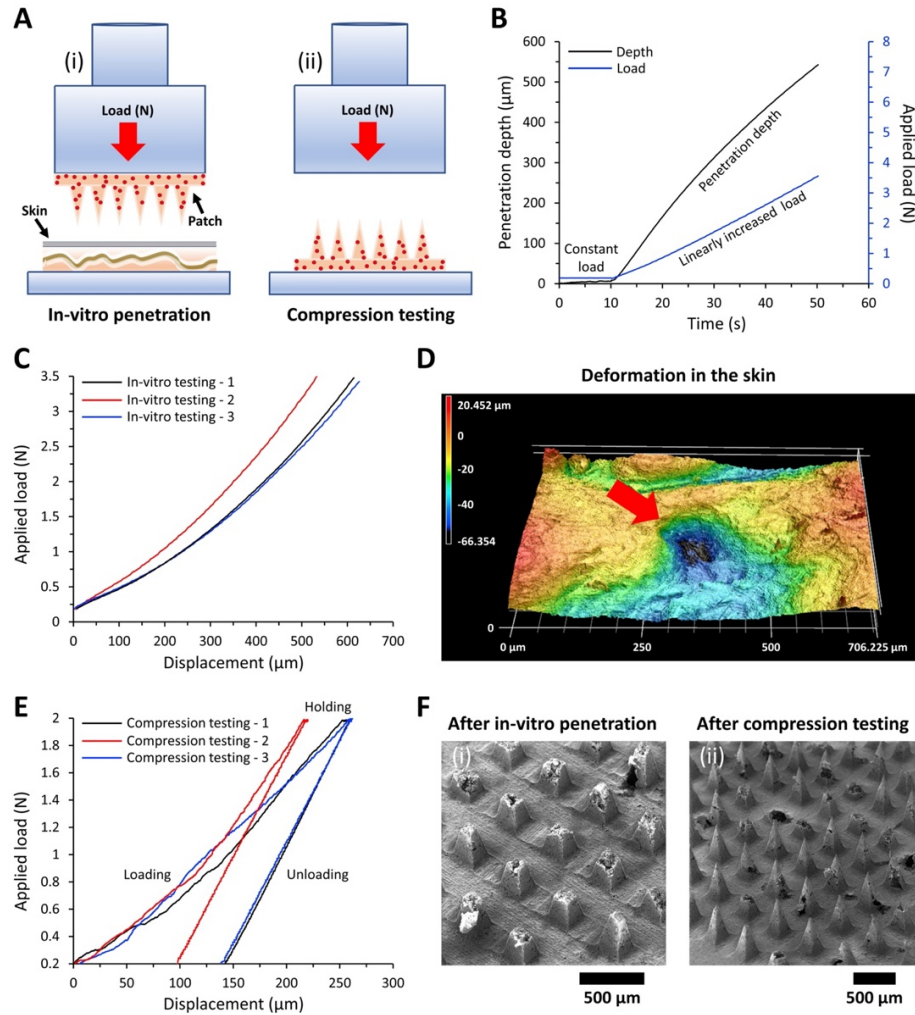 A
(i)
Load (N)
Skin
Patch
In-vitro penetration
(ii)
Load (N)
Compression testing
B
Depth
Load
Penetration depth (µm)
600
500
400
300
200
100
0
Constant
load
Penetration depth
Linearly increased load
8
7
6
5
4
3
2
1
0
Applied load (N)
0 10 20 30 40 50 60
Time (s)
C
In-vitro testing - 1
In-vitro testing - 2
In-vitro testing - 3
Applied load (N)
3.5
3
2.5
2
1.5
1
0.5
0
0 100 200 300 400 500 600 700
Displacement (µm)
D
Deformation in the skin
20.452 µm
0
-20
-40
-66.354
0
0 µm 250 500 706.225 µm
E
Compression testing - 1
Compression testing - 2
Compression testing - 3
Holding
Loading
Unloading
Applied load (N)
2
1.8
1.6
1.4
1.2
1
0.8
0.6
0.4
0.2
0 50 100 150 200 250 300
Displacement (µm)
F
After in-vitro penetration
(i)
500 µm
After compression testing
(ii)
500 µm